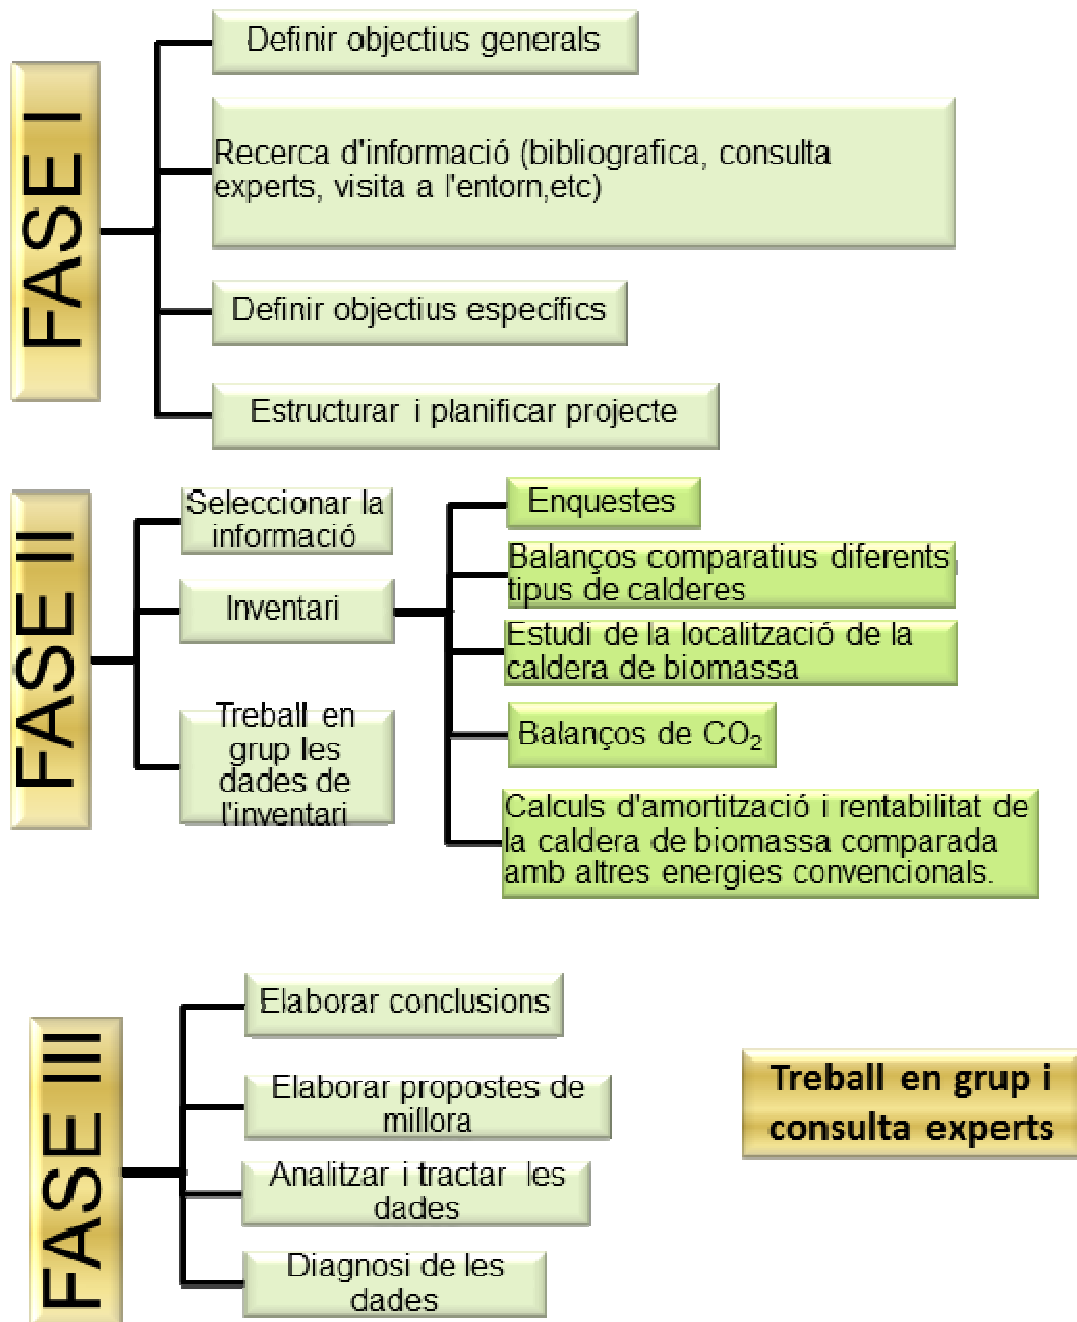 FASE I
Definir objectius generals
Recerca d'informació (bibliografica, consulta
experts, visita a l'entorn,etc)
Definir objectius específics
Estructurar i planificar projecte
FASE II
Seleccionar la
informació
Inventari
Treball en
grup les
dades de
l'inventari
Enquestes
Balanços comparatius diferents
tipus de calderes
Estudi de la localització de la
caldera de biomassa
Balanços de CO₂
Calculs d'amortització i rentabilitat de
la caldera de biomassa comparada
amb altres energies convencionals.
FASE III
Elaborar conclusions
Elaborar propostes de
millora
Analitzar i tractar les
dades
Diagnosi de les
dades
Treball en grup i
consulta experts